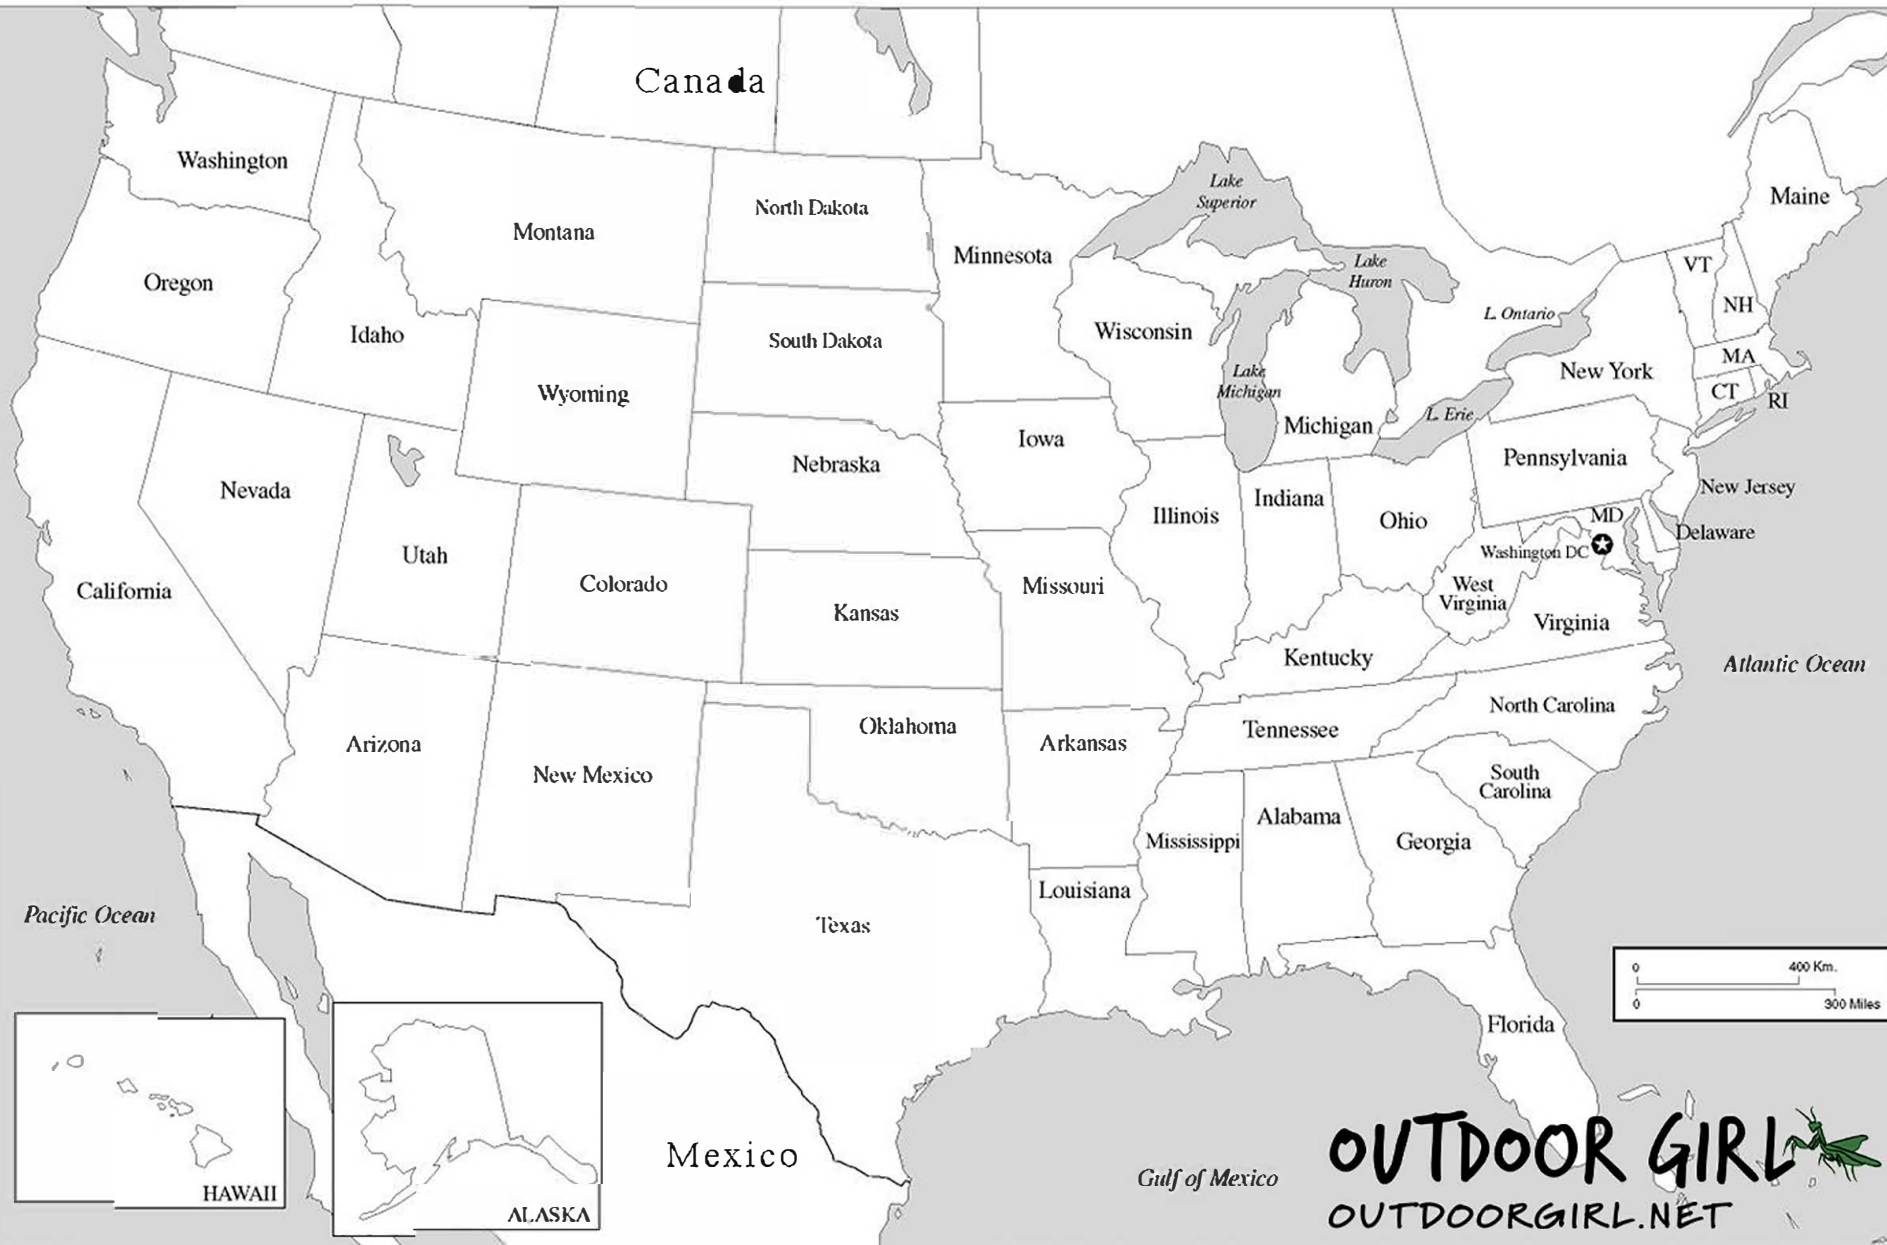 Canada
Washington
Montana
North Dakota
Minnesota
Lake
Superior
Maine
Oregon
Idaho
South Dakota
Wisconsin
Lake
Huron
L. Ontario
VT
NH
MA
New York
CT
RI
Lake
Michigan
Michigan
L. Erie
Wyoming
Nebraska
Iowa
Pennsylvania
New Jersey
Nevada
Utah
Colorado
Illinois
Indiana
Ohio
MD
Delaware
Washington DC
California
Kansas
Missouri
West
Virginia
Virginia
Kentucky
Atlantic Ocean
Arizona
New Mexico
Oklahoma
Arkansas
Tennessee
North Carolina
South
Carolina
Mississippi
Alabama
Georgia
Louisiana
Texas
Pacific Ocean
0 400 Km.
0 300 Miles
Florida
HAWAII
ALASKA
Mexico
Gulf of Mexico
OUTDOOR GIRL
OUTDOORGIRL.NET